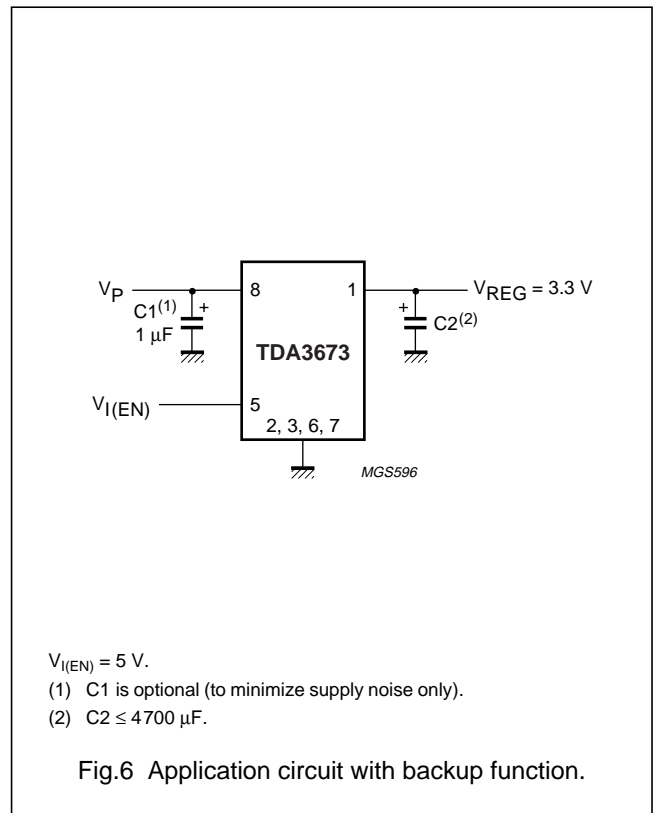 V_P
8
1
V_REG = 3.3 V
C1(1)
+
+
C2(2)
1 μF
TDA3673
V_I(EN)
5
2, 3, 6, 7
MGS596
V_I(EN) = 5 V.
(1) C1 is optional (to minimize supply noise only).
(2) C2 ≤ 4700 μF.
Fig.6 Application circuit with backup function.